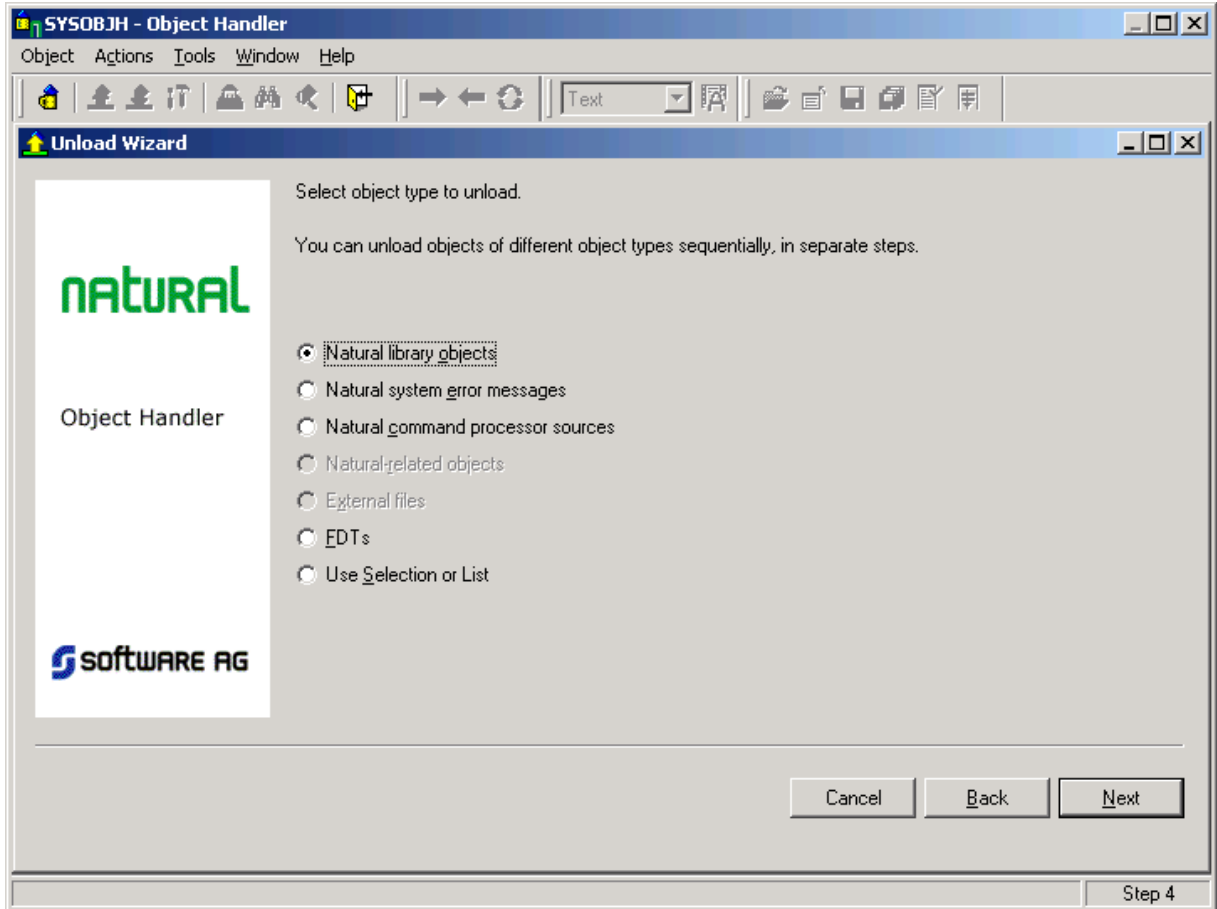 SYSOBJH - Object Handler
Object Actions Tools Window Help
Text
Unload Wizard
Select object type to unload.
You can unload objects of different object types sequentially, in separate steps.
natural
Natural library objects
Natural system error messages
Object Handler
Natural command processor sources
Natural-related objects
External files
FDTs
Use Selection or List
software AG
Cancel Back Next
Step 4